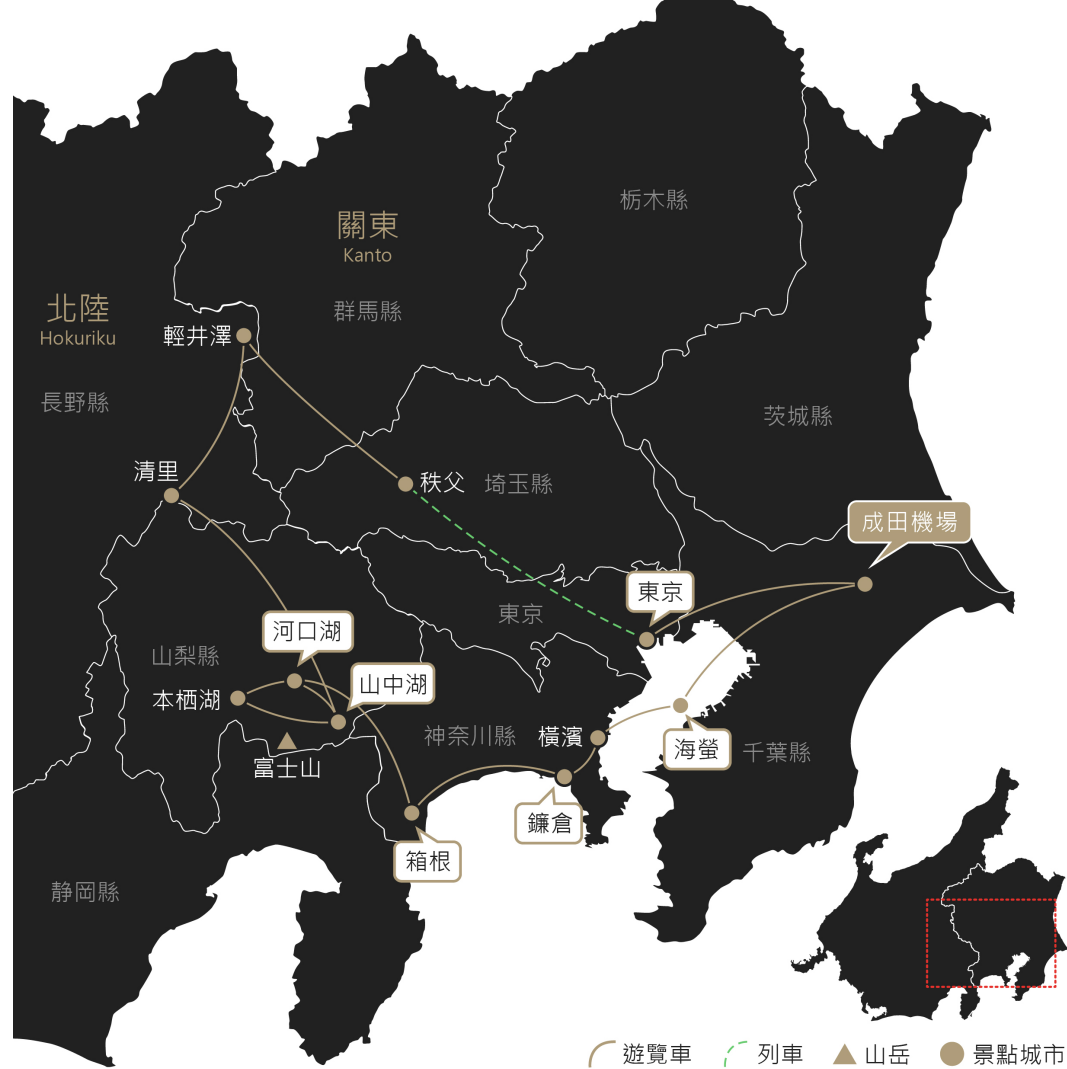 栃木縣
關東
Kanto
北陸
Hokuriku
群馬縣
輕井澤
長野縣
茨城縣
清里
秩父
埼玉縣
成田機場
東京
東京
河口湖
山梨縣
山中湖
本栖湖
神奈川縣
橫濱
海螢
千葉縣
富士山
鐮倉
箱根
静岡縣
遊覽車
列車
山岳
景點城市